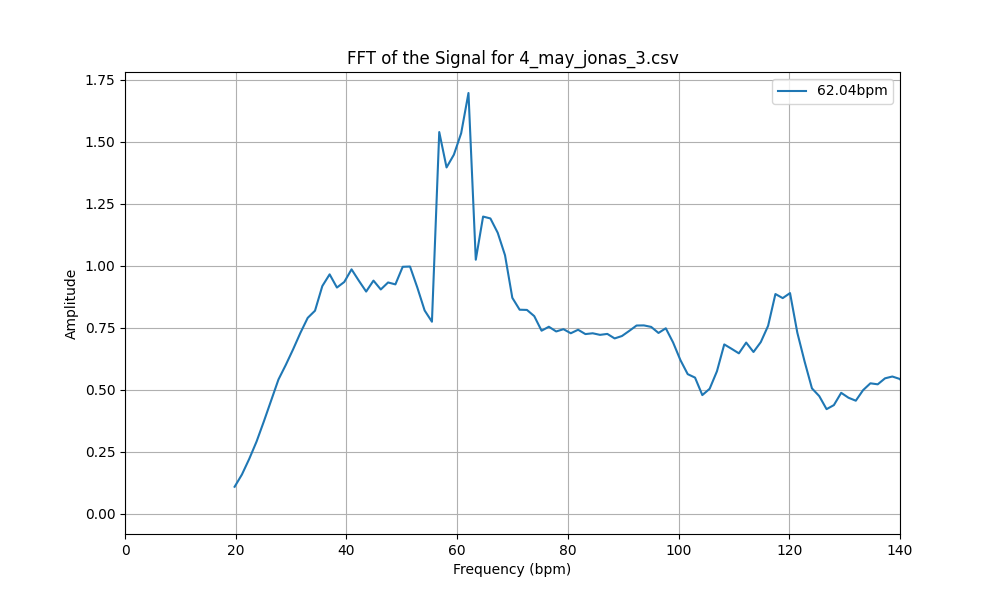 FFT of the Signal for 4_may_jonas_3.csv
62.04bpm
1.75
1.50
1.25
1.00
0.75
0.50
0.25
0.00
Amplitude
0 20 40 60 80 100 120 140
Frequency (bpm)